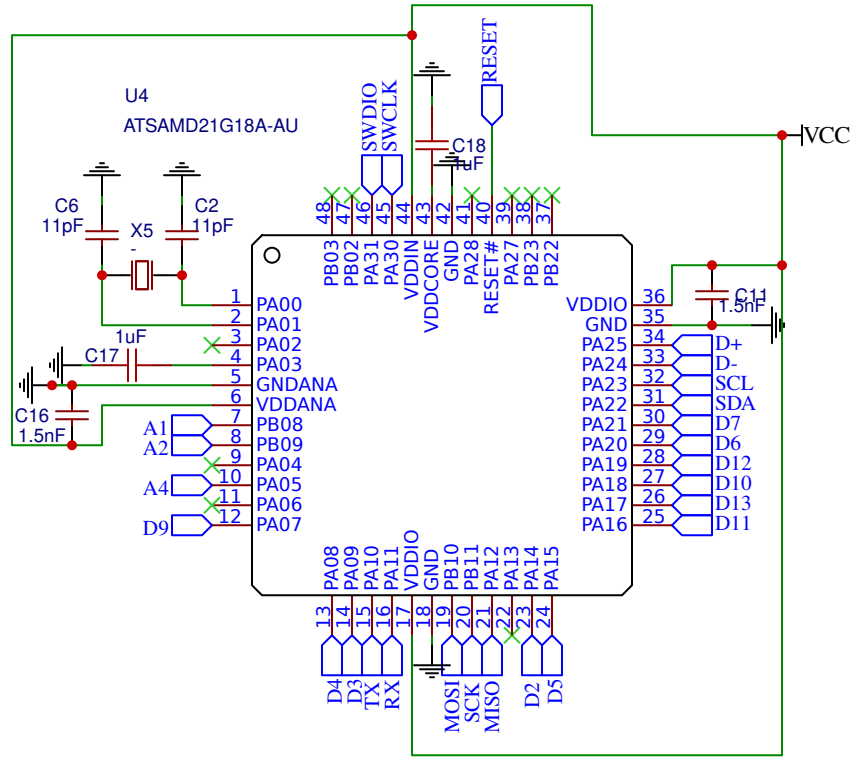 U4
ATSAMD21G18A-AU
VCC
RESET
SWDIO
SWCLK
C18
1uF
C6
11pF
X5
-
C2
11pF
48
47
46
45
44
43
42
41
40
39
38
37
PB03
PB02
PA31
PA30
VDDIN
VDDCORE
GND
PA28
RESET#
PA27
PB23
PB22
1 PA00
2 PA01
3 PA02
4 PA03
5 GNDANA
6 VDDANA
7 PB08
8 PB09
9 PA04
10 PA05
11 PA06
12 PA07
1uF
C17
C16
1.5nF
A1
A2
A4
D9
VDDIO 36
GND 35
PA25 34 D+
PA24 33 D-
PA23 32 SCL
PA22 31 SDA
PA21 30 D7
PA20 29 D6
PA19 28 D12
PA18 27 D10
PA17 26 D13
PA16 25 D11
C11
1.5nF
PA08
PA09
PA10
PA11
VDDIO
GND
PB10
PB11
PA12
PA13
PA14
PA15
13
14
15
16
17
18
19
20
21
22
23
24
D4
D3
TX
RX
MOSI
SCK
MISO
D2
D5